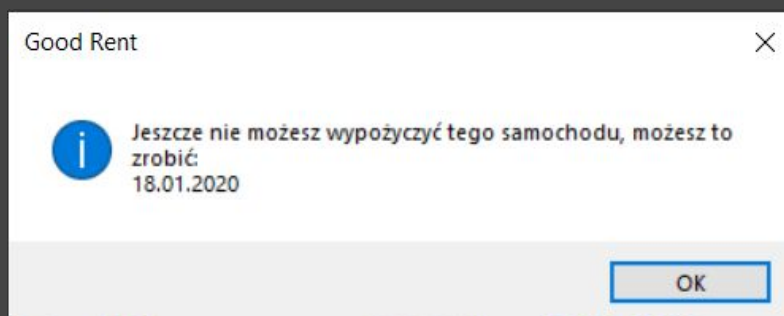 Good Rent
Jeszcze nie możesz wypożyczyć tego samochodu, możesz to
zrobić:
18.01.2020
OK